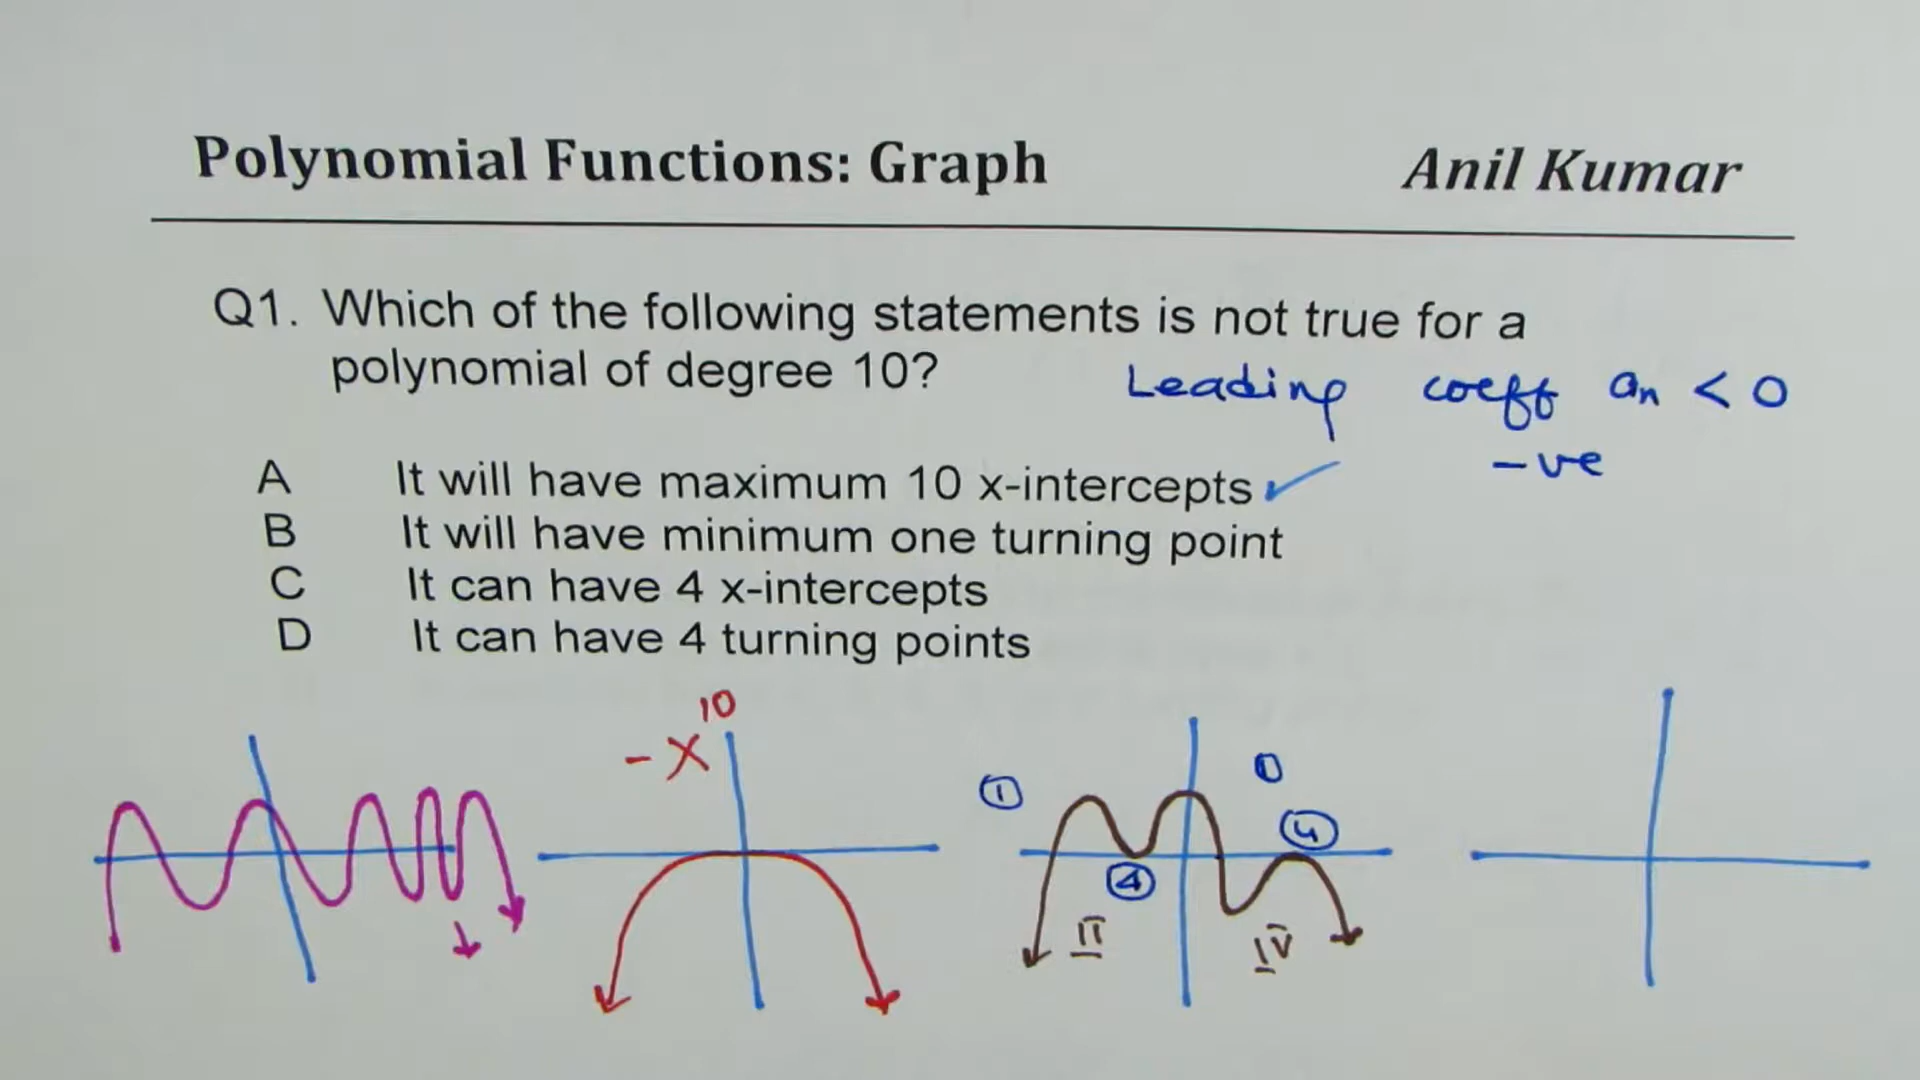 Polynomial Functions: Graph
Anil Kumar
Q1. Which of the following statements is not true for a
polynomial of degree 10?
Leading coeff an < 0
-ve
A It will have maximum 10 x-intercepts ✓
B It will have minimum one turning point
C It can have 4 x-intercepts
D It can have 4 turning points
-x¹⁰
①
①
④
④
II
IV